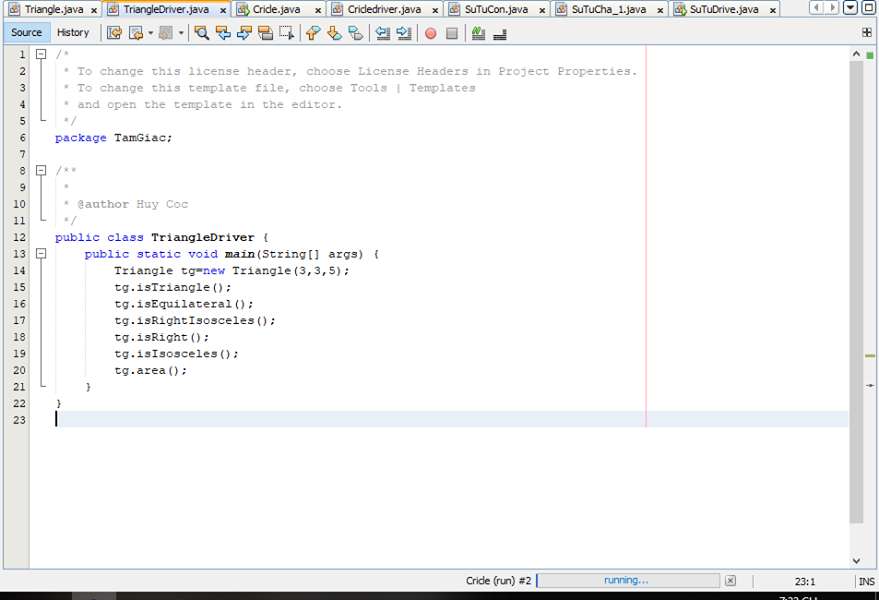 Triangle.java TriangleDriver.java Cricle.java Cricledriver.java SuTuCon.java SuTuCha_1.java SuTuDrive.java
Source History
1 /*
2 * To change this license header, choose License Headers in Project Properties.
3 * To change this template file, choose Tools | Templates
4 * and open the template in the editor.
5 */
6 package TamGiac;
7
8 /**
9 *
10 * @author Huy Coc
11 */
12 public class TriangleDriver {
13 public static void main(String[] args) {
14 Triangle tg=new Triangle(3,3,5);
15 tg.isTriangle();
16 tg.isEquilateral();
17 tg.isRightIsosceles();
18 tg.isRight();
19 tg.isIsosceles();
20 tg.area();
21 }
22 }
23
Cricle (run) #2 running... 23:1 INS